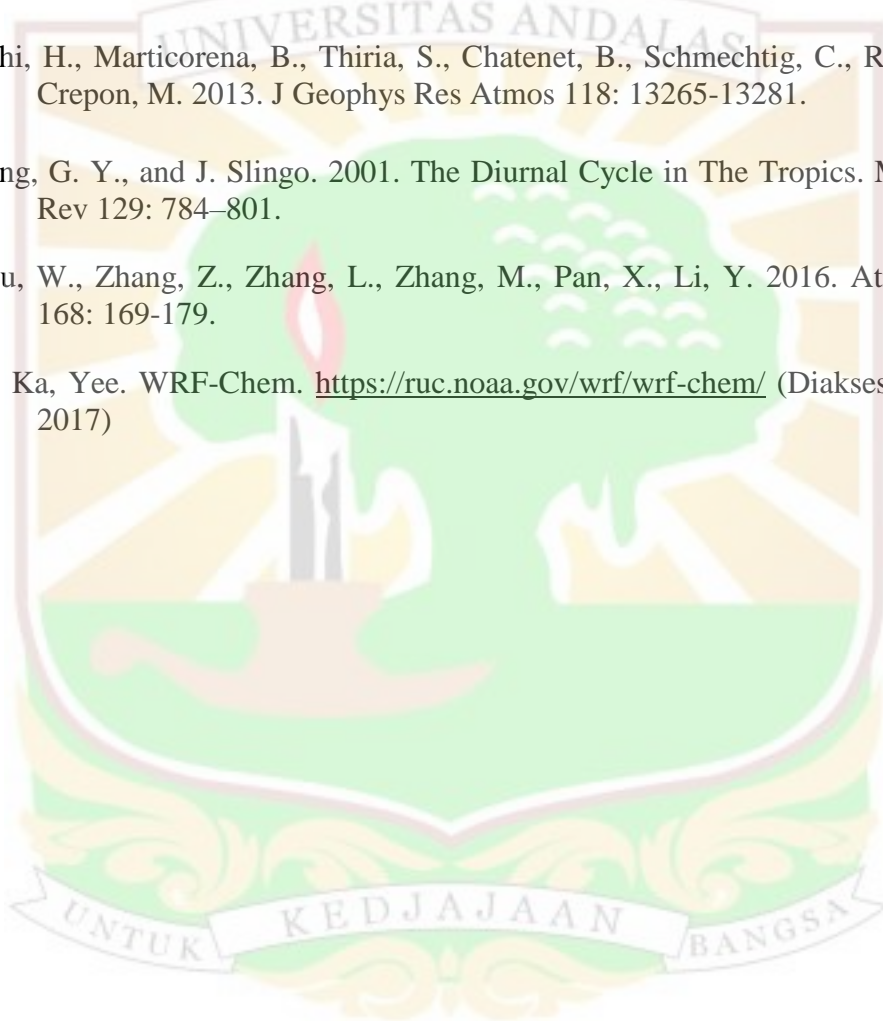 UNIVERSITAS ANDALAS
hi, H., Marticorena, B., Thiria, S., Chatenet, B., Schmechtig, C., R
Crepon, M. 2013. J Geophys Res Atmos 118: 13265-13281.
ng, G. Y., and J. Slingo. 2001. The Diurnal Cycle in The Tropics. M
Rev 129: 784–801.
u, W., Zhang, Z., Zhang, L., Zhang, M., Pan, X., Li, Y. 2016. At
168: 169-179.
Ka, Yee. WRF-Chem. https://ruc.noaa.gov/wrf/wrf-chem/ (Diakses
2017)
UNTUK KEDJAJAAN BANGSA